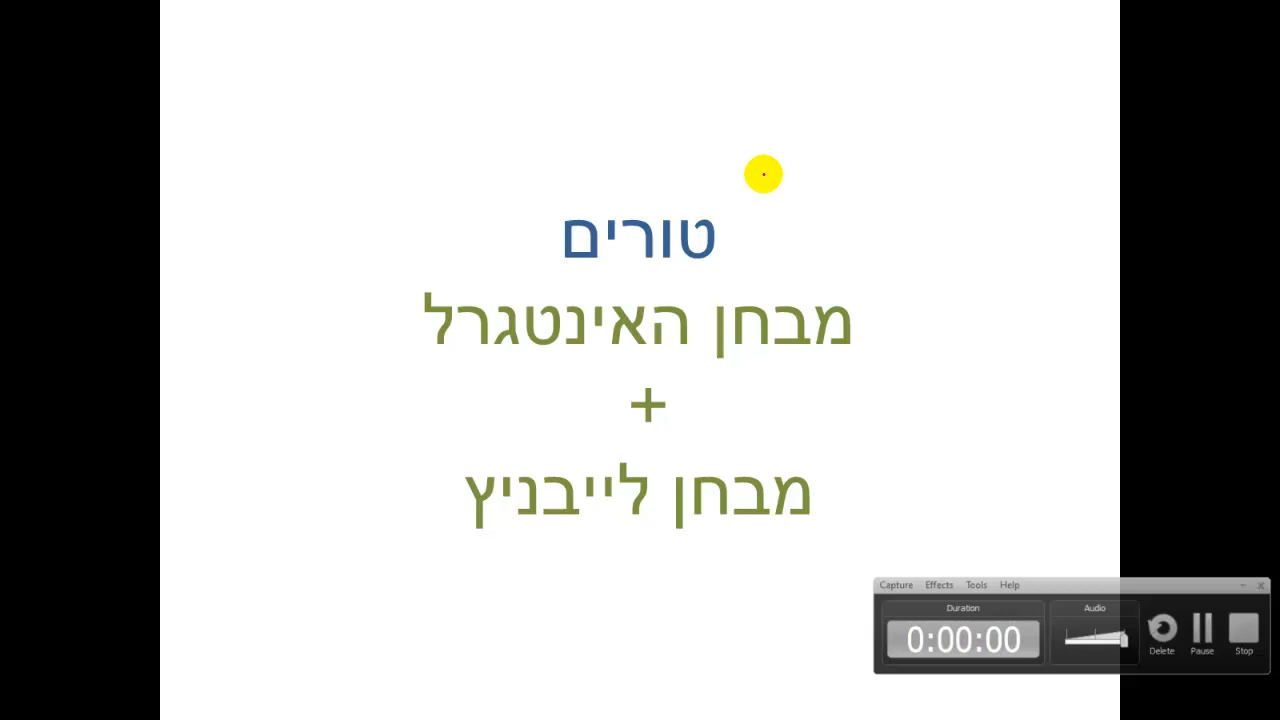 טורים
מבחן האינטגרל
+
מבחן לייבניץ
Capture Effects Tools Help
Duration Audio
0:00:00
Delete Pause Stop